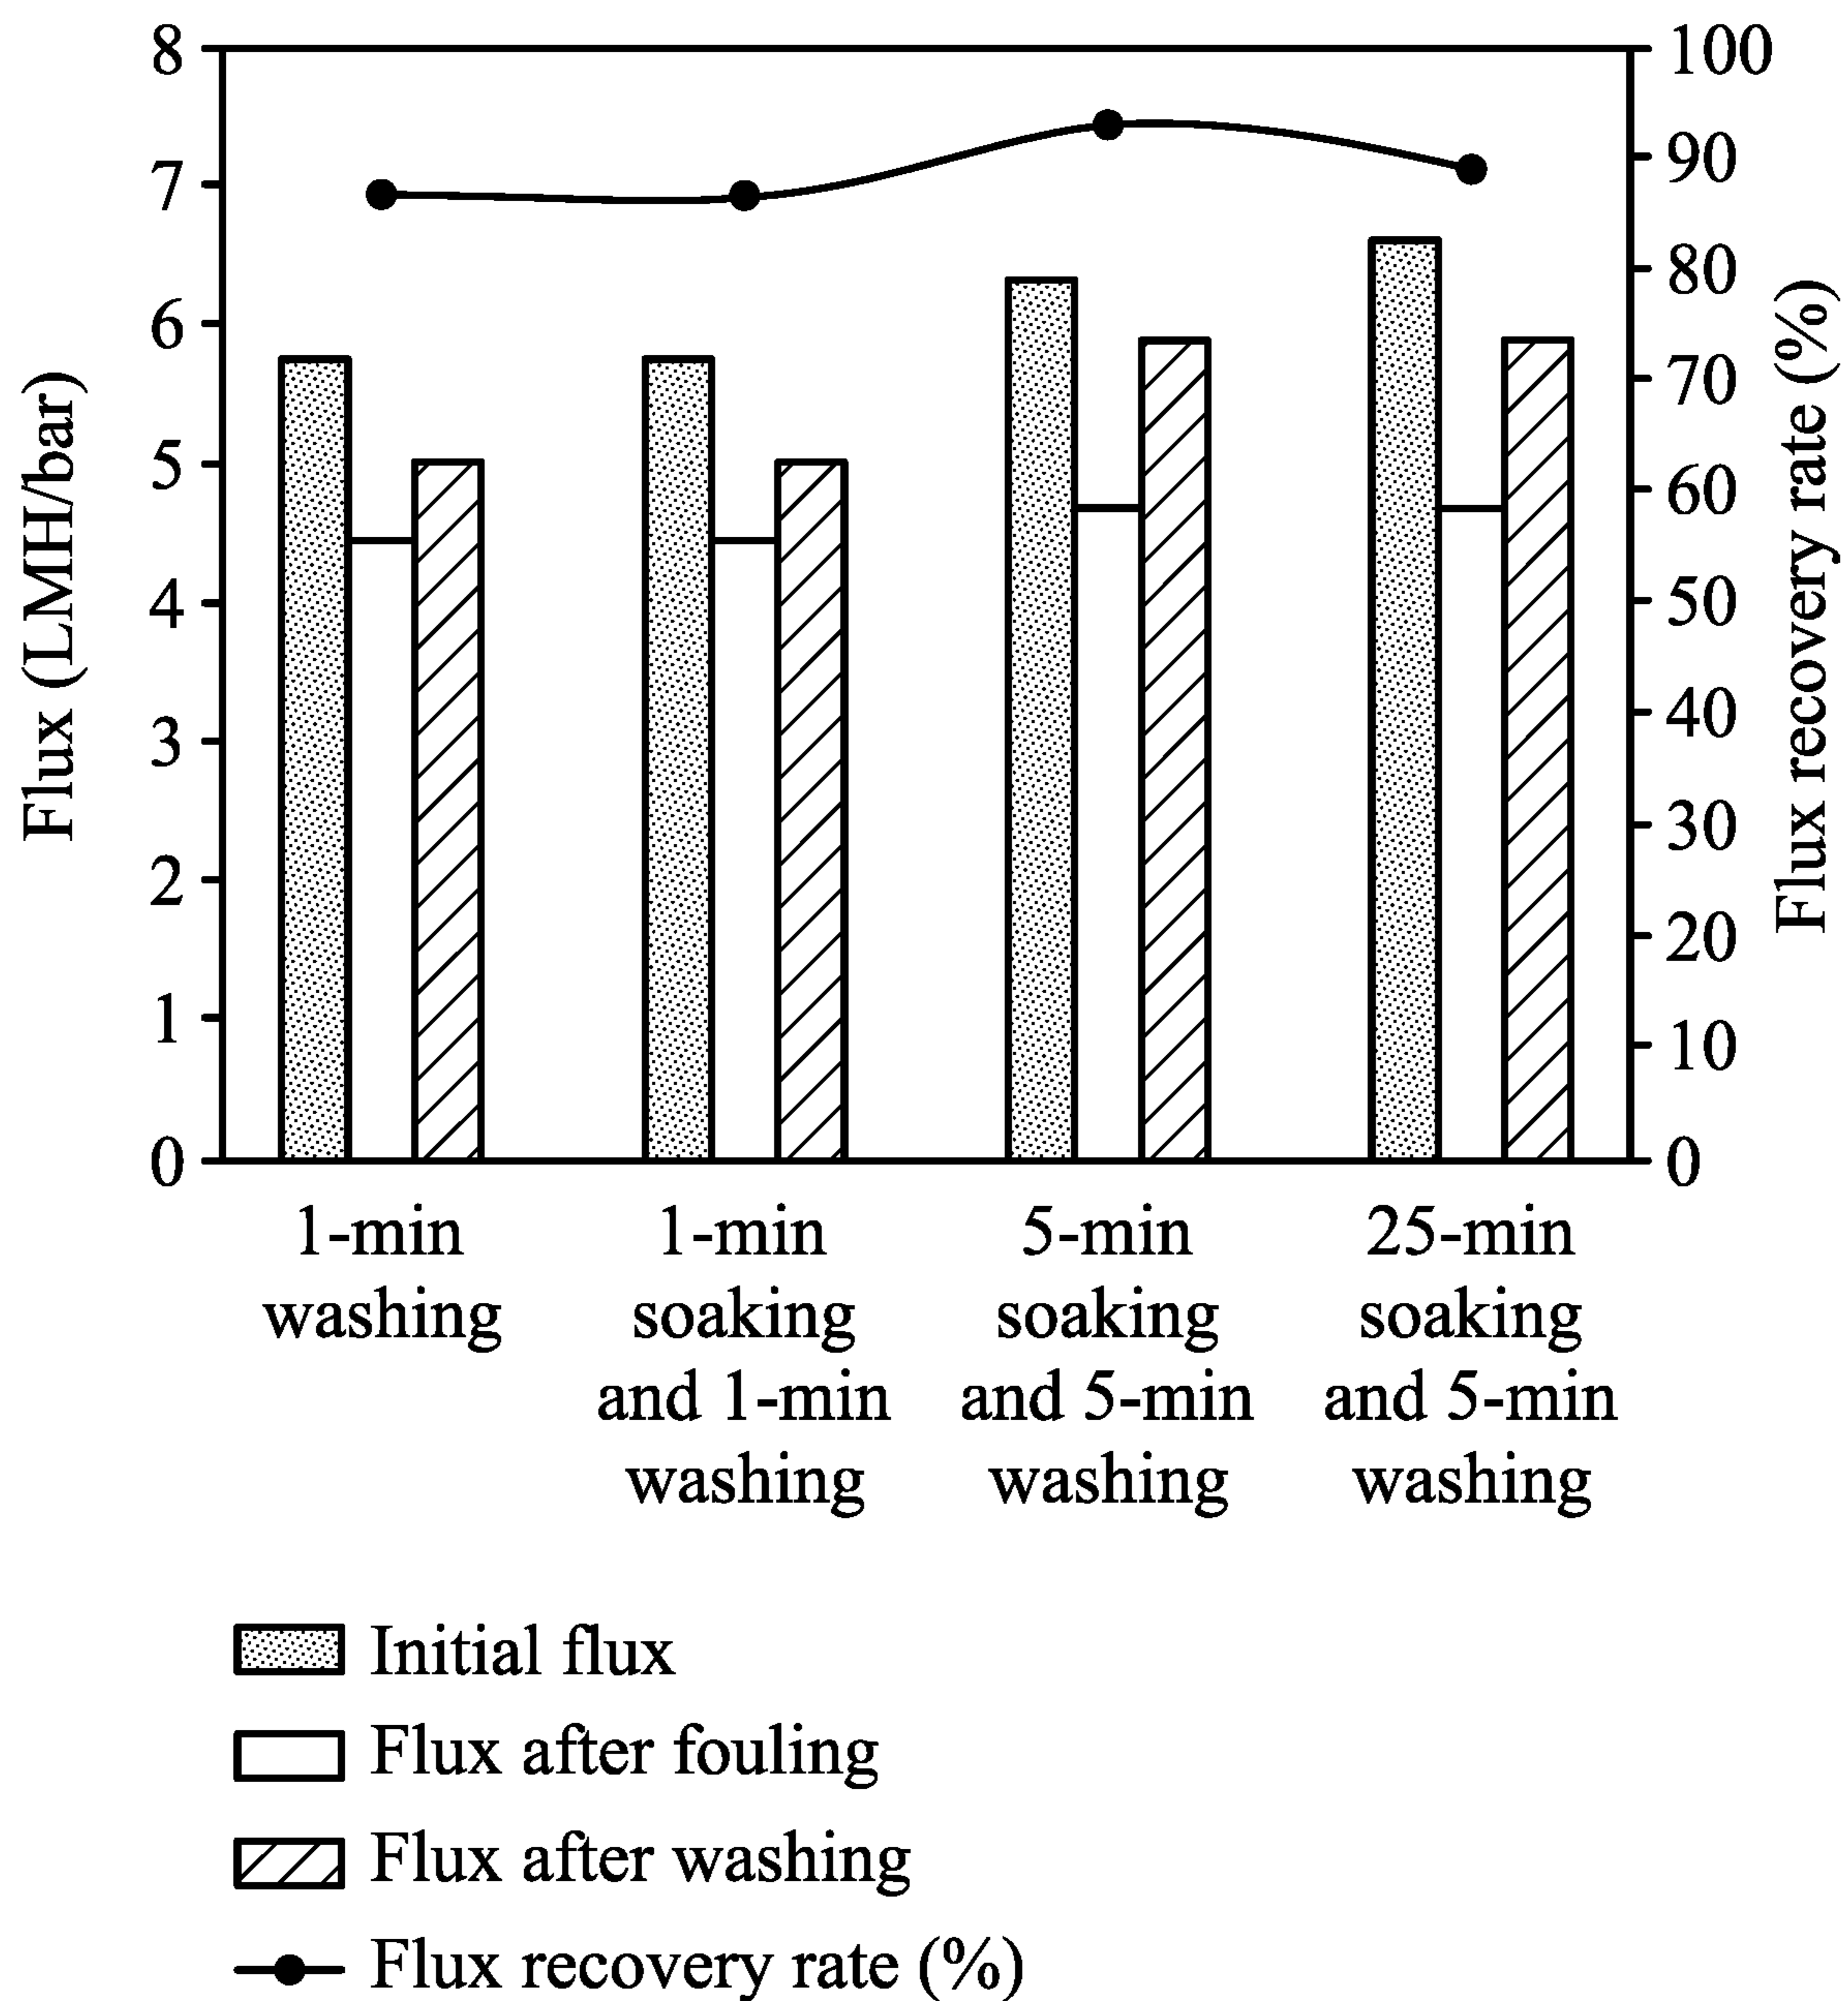 8
7
6
5
4
3
2
1
0
Flux (LMH/bar)
100
90
80
70
60
50
40
30
20
10
0
Flux recovery rate (%)
1-min
washing
1-min
soaking
and 1-min
washing
5-min
soaking
and 5-min
washing
25-min
soaking
and 5-min
washing
Initial flux
Flux after fouling
Flux after washing
Flux recovery rate (%)